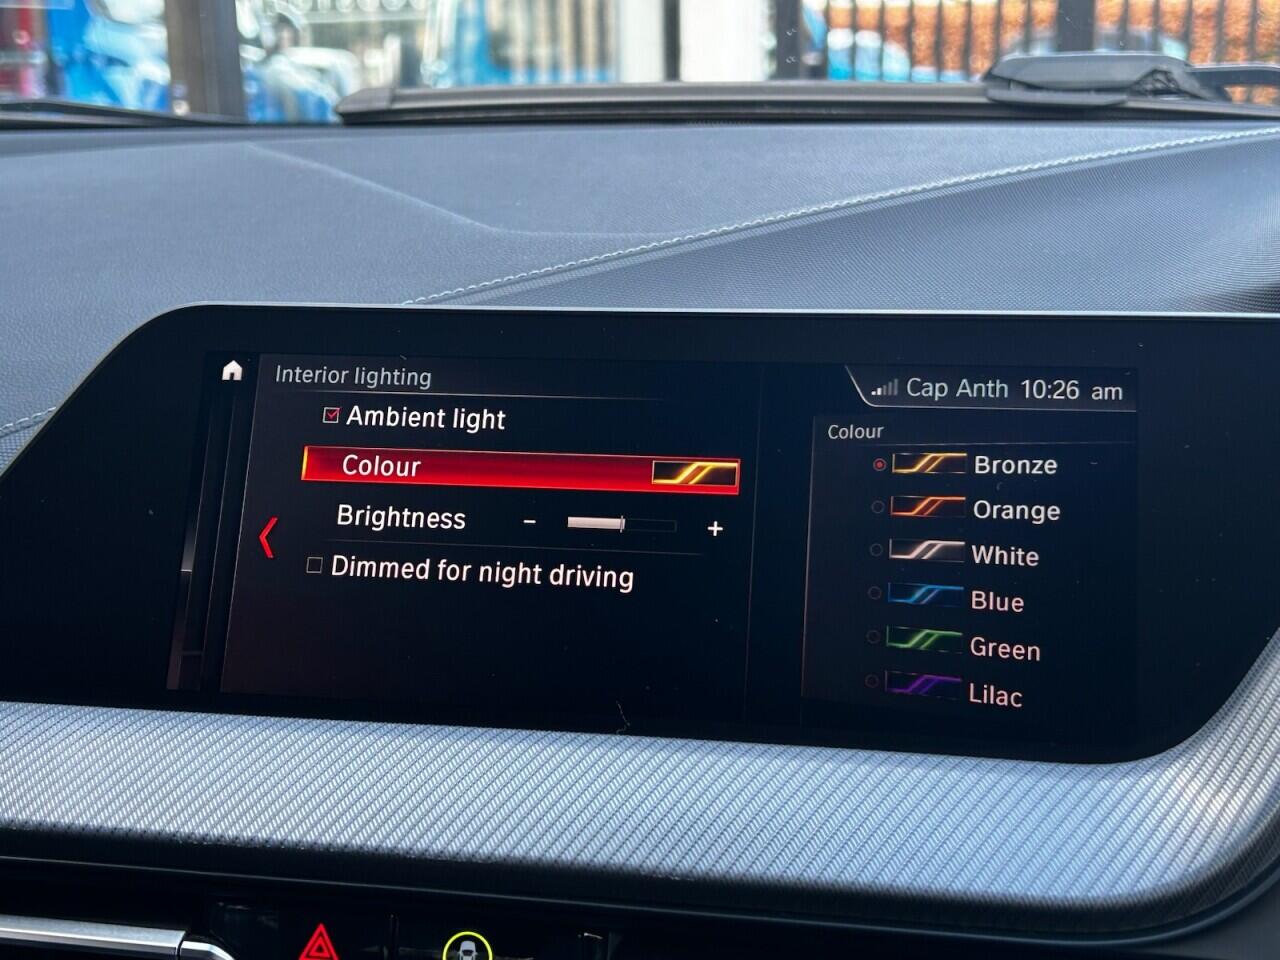 Interior lighting
Cap Anth 10:26 am
Ambient light
Colour
Brightness - +
Dimmed for night driving
Colour
Bronze
Orange
White
Blue
Green
Lilac